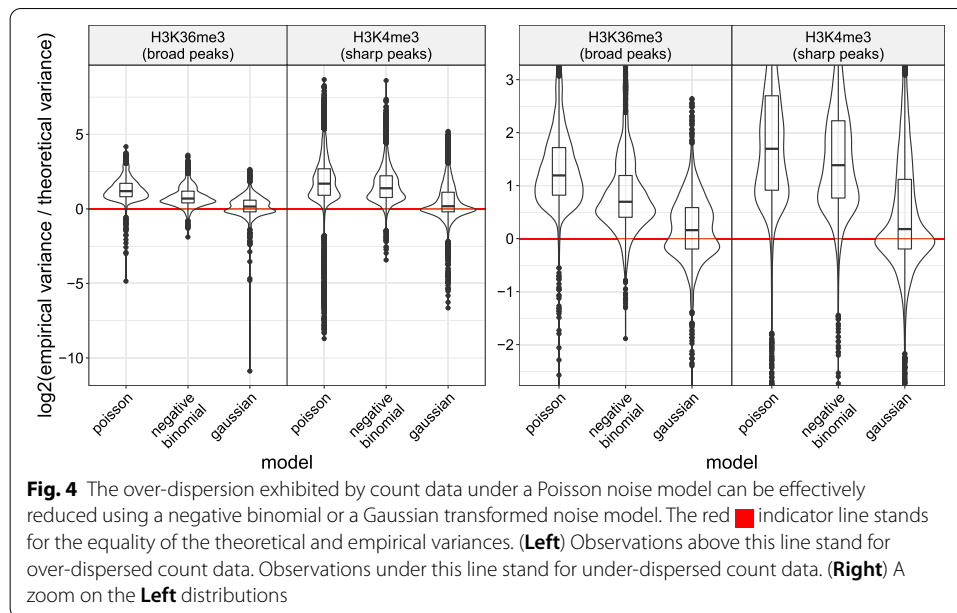 H3K36me3
(broad peaks)
H3K4me3
(sharp peaks)
H3K36me3
(broad peaks)
H3K4me3
(sharp peaks)
log2(empirical variance / theoretical variance)
5
0
−5
−10
3
2
1
0
−1
−2
poisson
negative
binomial
gaussian
poisson
negative
binomial
gaussian
poisson
negative
binomial
gaussian
poisson
negative
binomial
gaussian
model
model
Fig. 4 The over-dispersion exhibited by count data under a Poisson noise model can be effectively
reduced using a negative binomial or a Gaussian transformed noise model. The red indicator line stands
for the equality of the theoretical and empirical variances. (Left) Observations above this line stand for
over-dispersed count data. Observations under this line stand for under-dispersed count data. (Right) A
zoom on the Left distributions